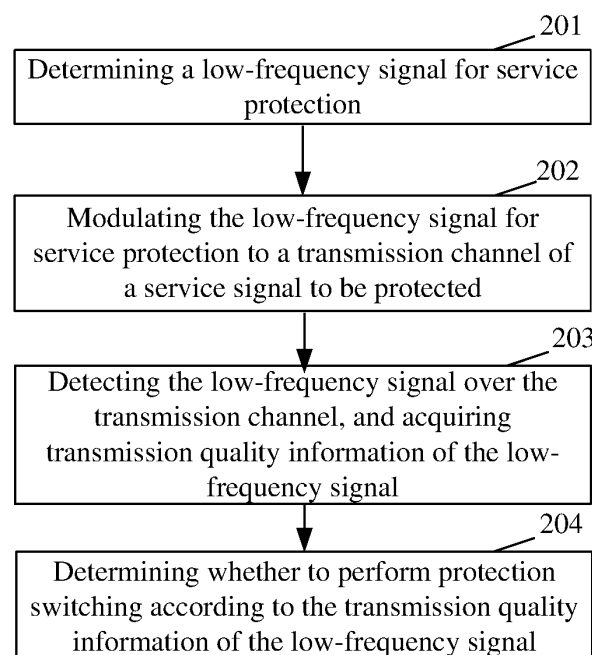 201
Determining a low-frequency signal for service
protection
202
Modulating the low-frequency signal for
service protection to a transmission channel of
a service signal to be protected
203
Detecting the low-frequency signal over the
transmission channel, and acquiring
transmission quality information of the low-
frequency signal
204
Determining whether to perform protection
switching according to the transmission quality
information of the low-frequency signal